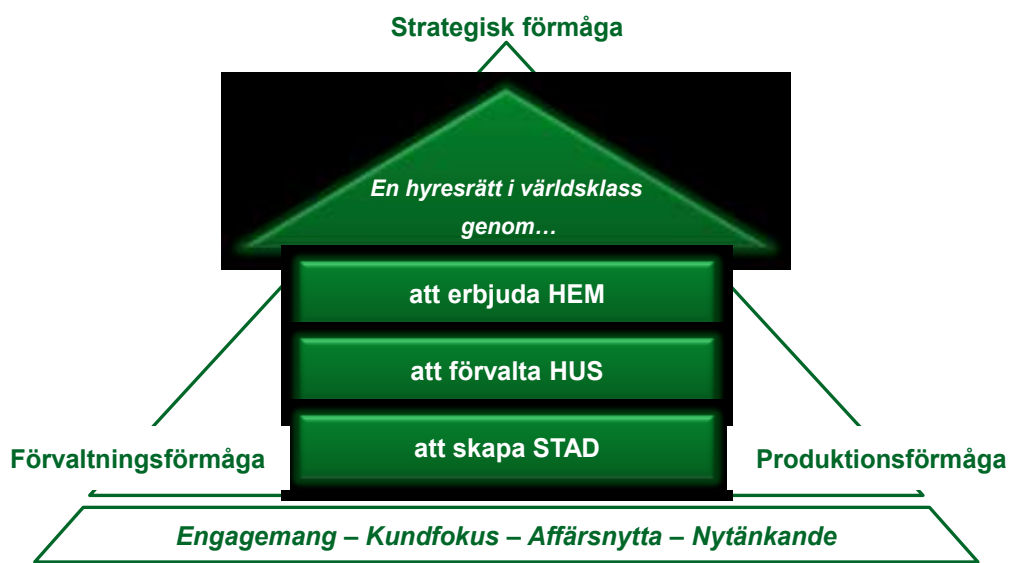 Strategisk förmåga
En hyresrätt i världsklass
genom…
att erbjuda HEM
att förvalta HUS
att skapa STAD
Förvaltningsförmåga
Produktionsförmåga
Engagemang – Kundfokus – Affärsnytta – Nytänkande